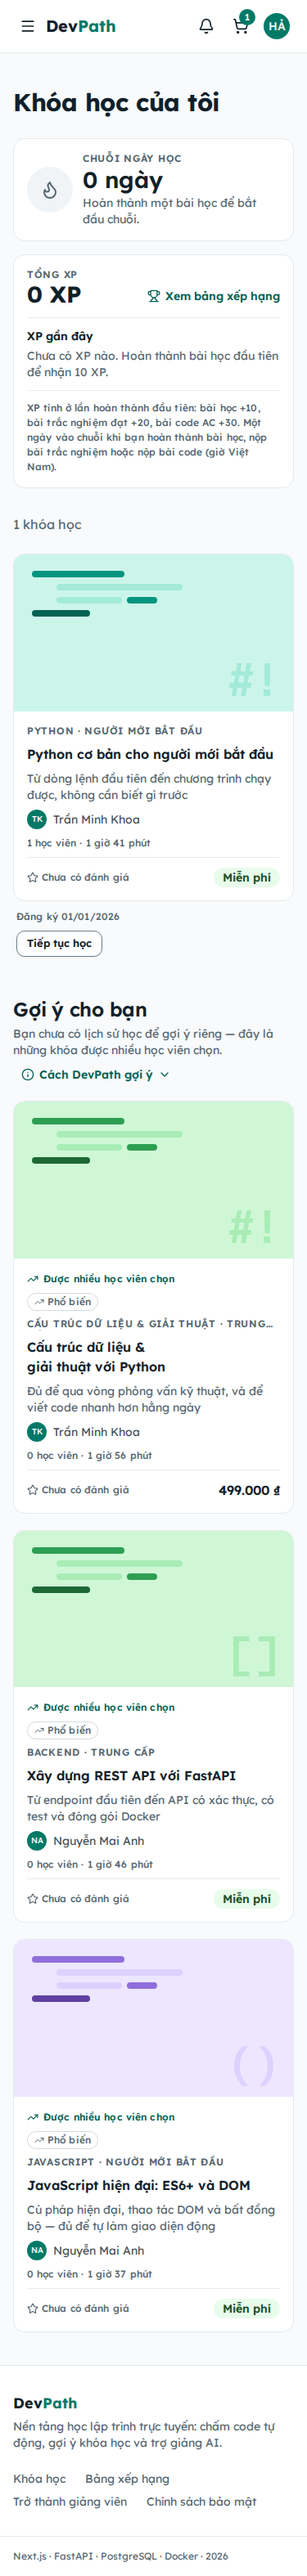 DevPath
1
HẢ
Khóa học của tôi
CHUỖI NGÀY HỌC
0 ngày
Hoàn thành một bài học để bắt
đầu chuỗi.
TỔNG XP
0 XP
Xem bảng xếp hạng
XP gần đây
Chưa có XP nào. Hoàn thành bài học đầu tiên
để nhận 10 XP.
XP tính ở lần hoàn thành đầu tiên: bài học +10,
bài trắc nghiệm đạt +20, bài code AC +30. Một
ngày vào chuỗi khi bạn hoàn thành bài học, nộp
bài trắc nghiệm hoặc nộp bài code (giờ Việt
Nam).
1 khóa học
#!
PYTHON · NGƯỜI MỚI BẮT ĐẦU
Python cơ bản cho người mới bắt đầu
Từ dòng lệnh đầu tiên đến chương trình chạy
được, không cần biết gì trước
TK Trần Minh Khoa
1 học viên · 1 giờ 41 phút
Chưa có đánh giá
Miễn phí
Đăng ký 01/01/2026
Tiếp tục học
Gợi ý cho bạn
Bạn chưa có lịch sử học để gợi ý riêng — đây là
những khóa được nhiều học viên chọn.
Cách DevPath gợi ý
#!
Được nhiều học viên chọn
Phổ biến
CẤU TRÚC DỮ LIỆU & GIẢI THUẬT · TRUNG…
Cấu trúc dữ liệu &
giải thuật với Python
Đủ để qua vòng phỏng vấn kỹ thuật, và để
viết code nhanh hơn hằng ngày
TK Trần Minh Khoa
0 học viên · 1 giờ 56 phút
Chưa có đánh giá
499.000 ₫
[]
Được nhiều học viên chọn
Phổ biến
BACKEND · TRUNG CẤP
Xây dựng REST API với FastAPI
Từ endpoint đầu tiên đến API có xác thực, có
test và đóng gói Docker
NA Nguyễn Mai Anh
0 học viên · 1 giờ 46 phút
Chưa có đánh giá
Miễn phí
()
Được nhiều học viên chọn
Phổ biến
JAVASCRIPT · NGƯỜI MỚI BẮT ĐẦU
JavaScript hiện đại: ES6+ và DOM
Cú pháp hiện đại, thao tác DOM và bất đồng
bộ — đủ để tự làm giao diện động
NA Nguyễn Mai Anh
0 học viên · 1 giờ 37 phút
Chưa có đánh giá
Miễn phí
DevPath
Nền tảng học lập trình trực tuyến: chấm code tự
động, gợi ý khóa học và trợ giảng AI.
Khóa học
Bảng xếp hạng
Trở thành giảng viên
Chính sách bảo mật
Next.js · FastAPI · PostgreSQL · Docker · 2026